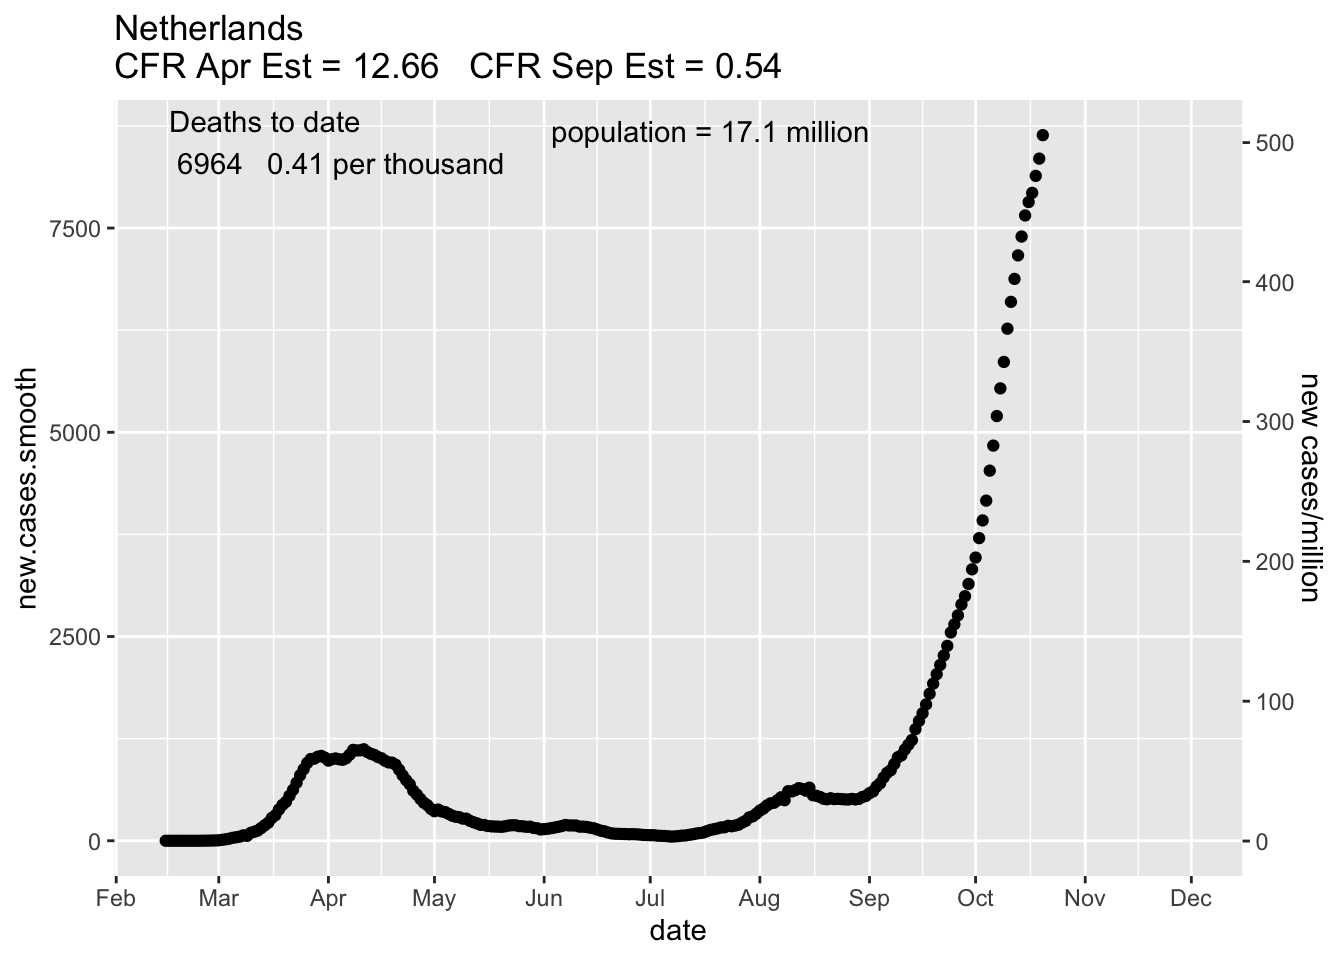 Netherlands
CFR Apr Est = 12.66   CFR Sep Est = 0.54
Deaths to date
6964   0.41 per thousand
population = 17.1 million
new.cases.smooth
7500
5000
2500
0
500
400
300
200
100
0
new cases/million
Feb Mar Apr May Jun Jul Aug Sep Oct Nov Dec
date